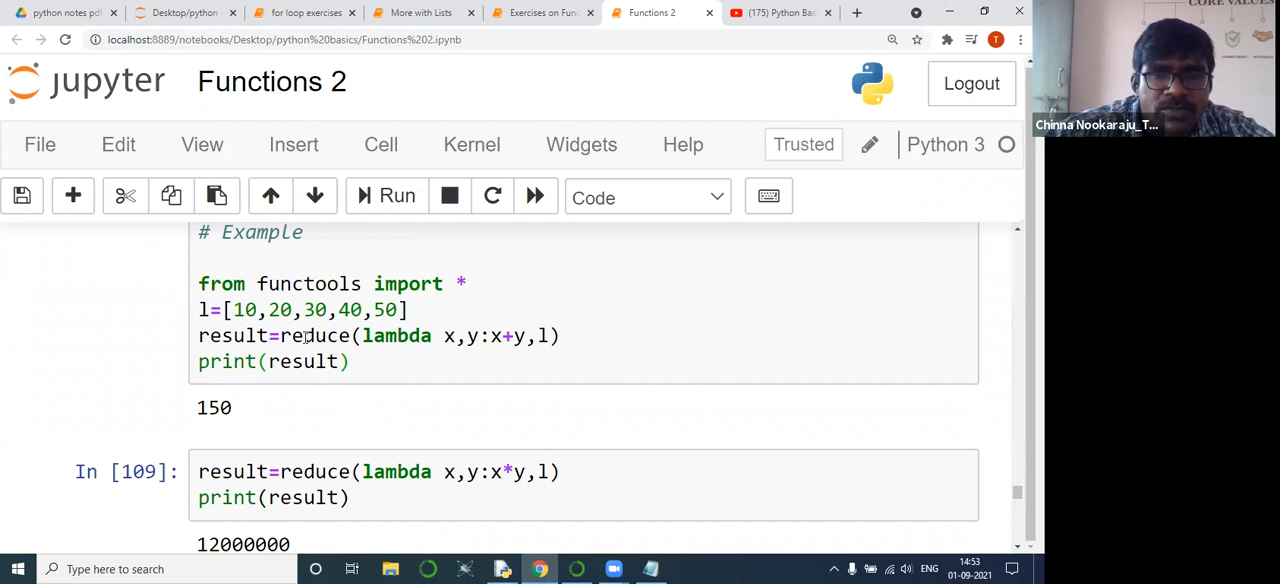 python notes pdf
Desktop/python
for loop exercises
More with Lists
Exercises on Func
Functions 2
(175) Python Bas
localhost:8889/notebooks/Desktop/python%20basics/Functions%202.ipynb
T
CORE VALUES
Chinna Nookaraju_T...
jupyter Functions 2
Logout
File Edit View Insert Cell Kernel Widgets Help Trusted Python 3
Run Code
# Example
from functools import *
l=[10,20,30,40,50]
result=reduce(lambda x,y:x+y,l)
print(result)
150
In [109]: result=reduce(lambda x,y:x*y,l)
print(result)
12000000
Type here to search
ENG
14:53
01-09-2021